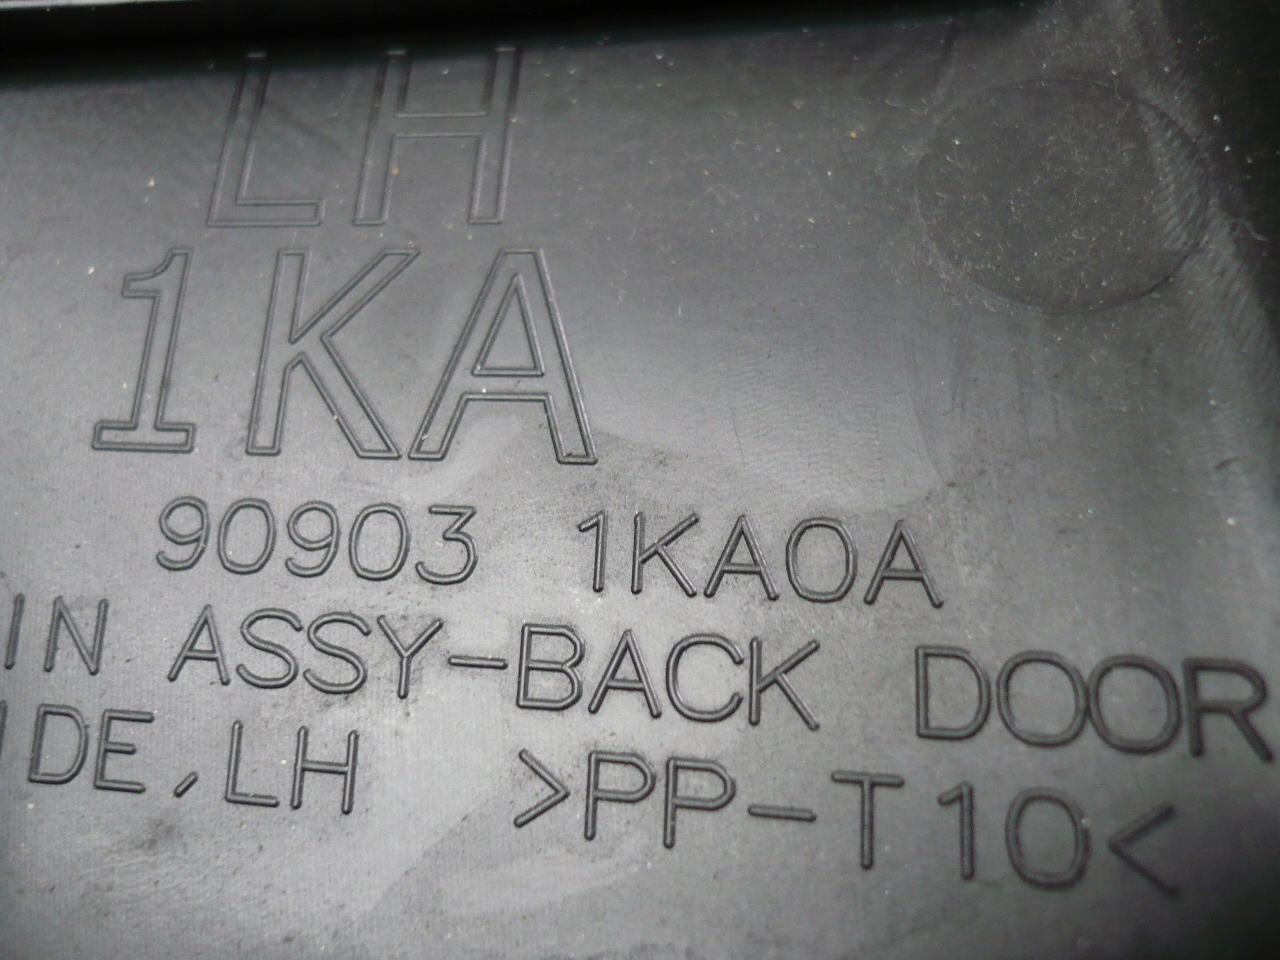 LH
1KA
90903 1KA0A
IN ASSY-BACK DOOR
IDE,LH >PP-T10<